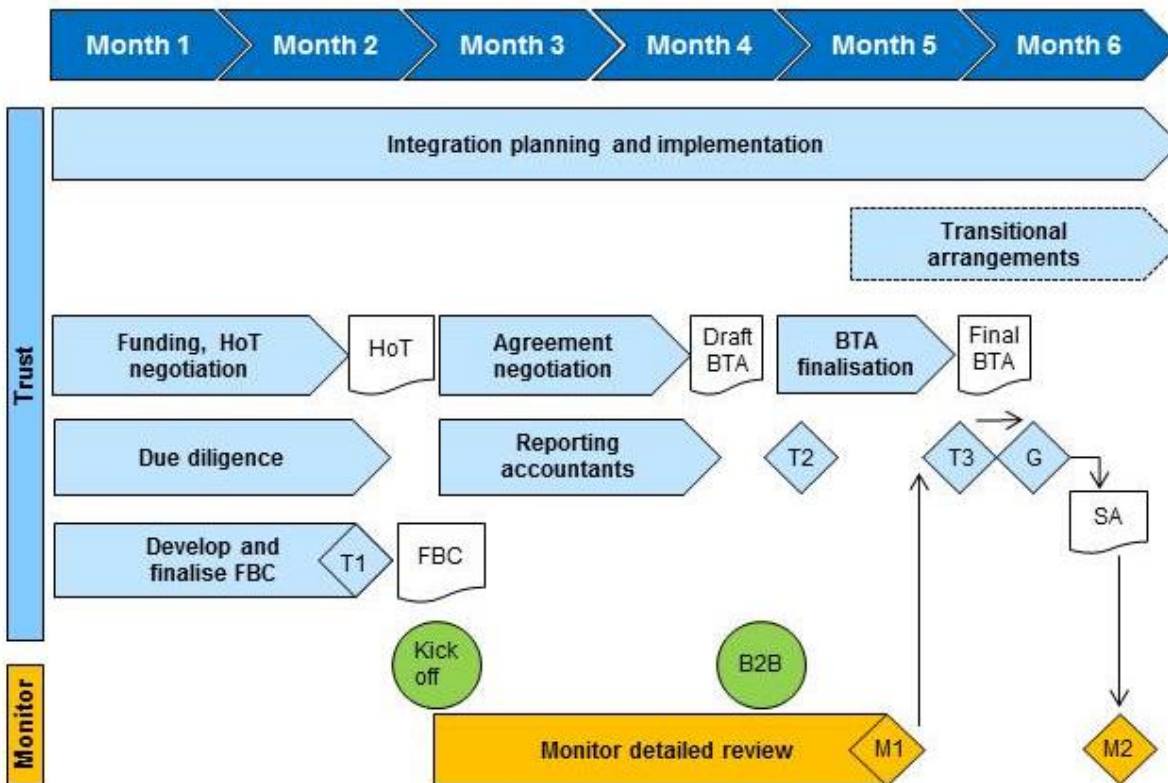 Month 1
Month 2
Month 3
Month 4
Month 5
Month 6
Trust
Integration planning and implementation
Transitional
arrangements
Funding, HoT
negotiation
HoT
Agreement
negotiation
Draft
BTA
BTA
finalisation
Final
BTA
Due diligence
Reporting
accountants
T2
T3
G
SA
Develop and
finalise FBC
T1
FBC
Kick
off
B2B
Monitor
Monitor detailed review
M1
M2